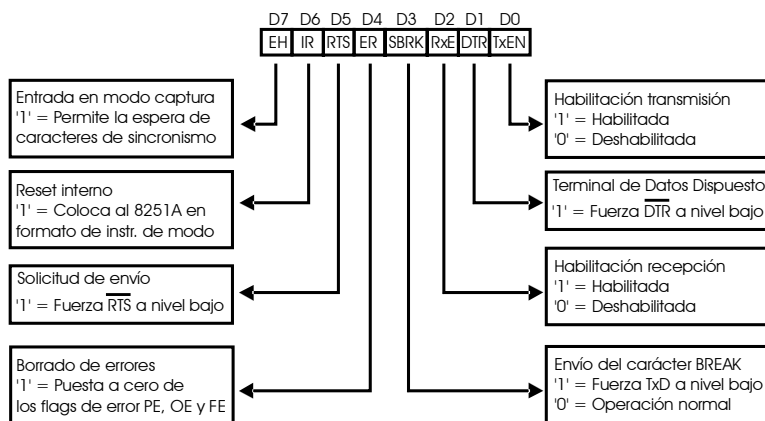 D7 D6 D5 D4 D3 D2 D1 D0
EH IR RTS ER SBRK RxE DTR TxEN
Entrada en modo captura
'1' = Permite la espera de
caracteres de sincronismo
Reset interno
'1' = Coloca al 8251A en
formato de instr. de modo
Solicitud de envío
'1' = Fuerza RTS a nivel bajo
Borrado de errores
'1' = Puesta a cero de
los flags de error PE, OE y FE
Habilitación transmisión
'1' = Habilitada
'0' = Deshabilitada
Terminal de Datos Dispuesto
'1' = Fuerza DTR a nivel bajo
Habilitación recepción
'1' = Habilitada
'0' = Deshabilitada
Envío del carácter BREAK
'1' = Fuerza TxD a nivel bajo
'0' = Operación normal